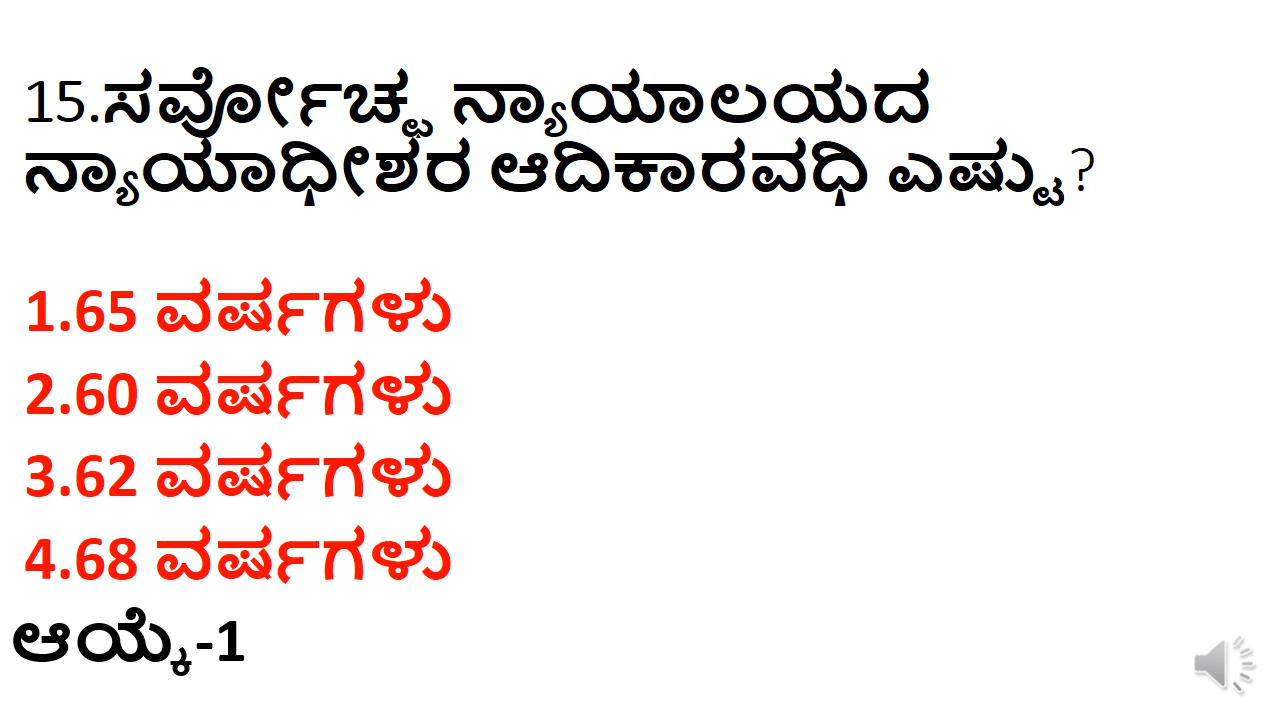 15.ಸರ್ವೋಚ್ಛ ನ್ಯಾಯಾಲಯದ
ನ್ಯಾಯಾಧೀಶರ ಆದಿಕಾರವಧಿ ಎಷ್ಟು?
1.65 ವರ್ಷಗಳು
2.60 ವರ್ಷಗಳು
3.62 ವರ್ಷಗಳು
4.68 ವರ್ಷಗಳು
ಆಯ್ಕೆ-1